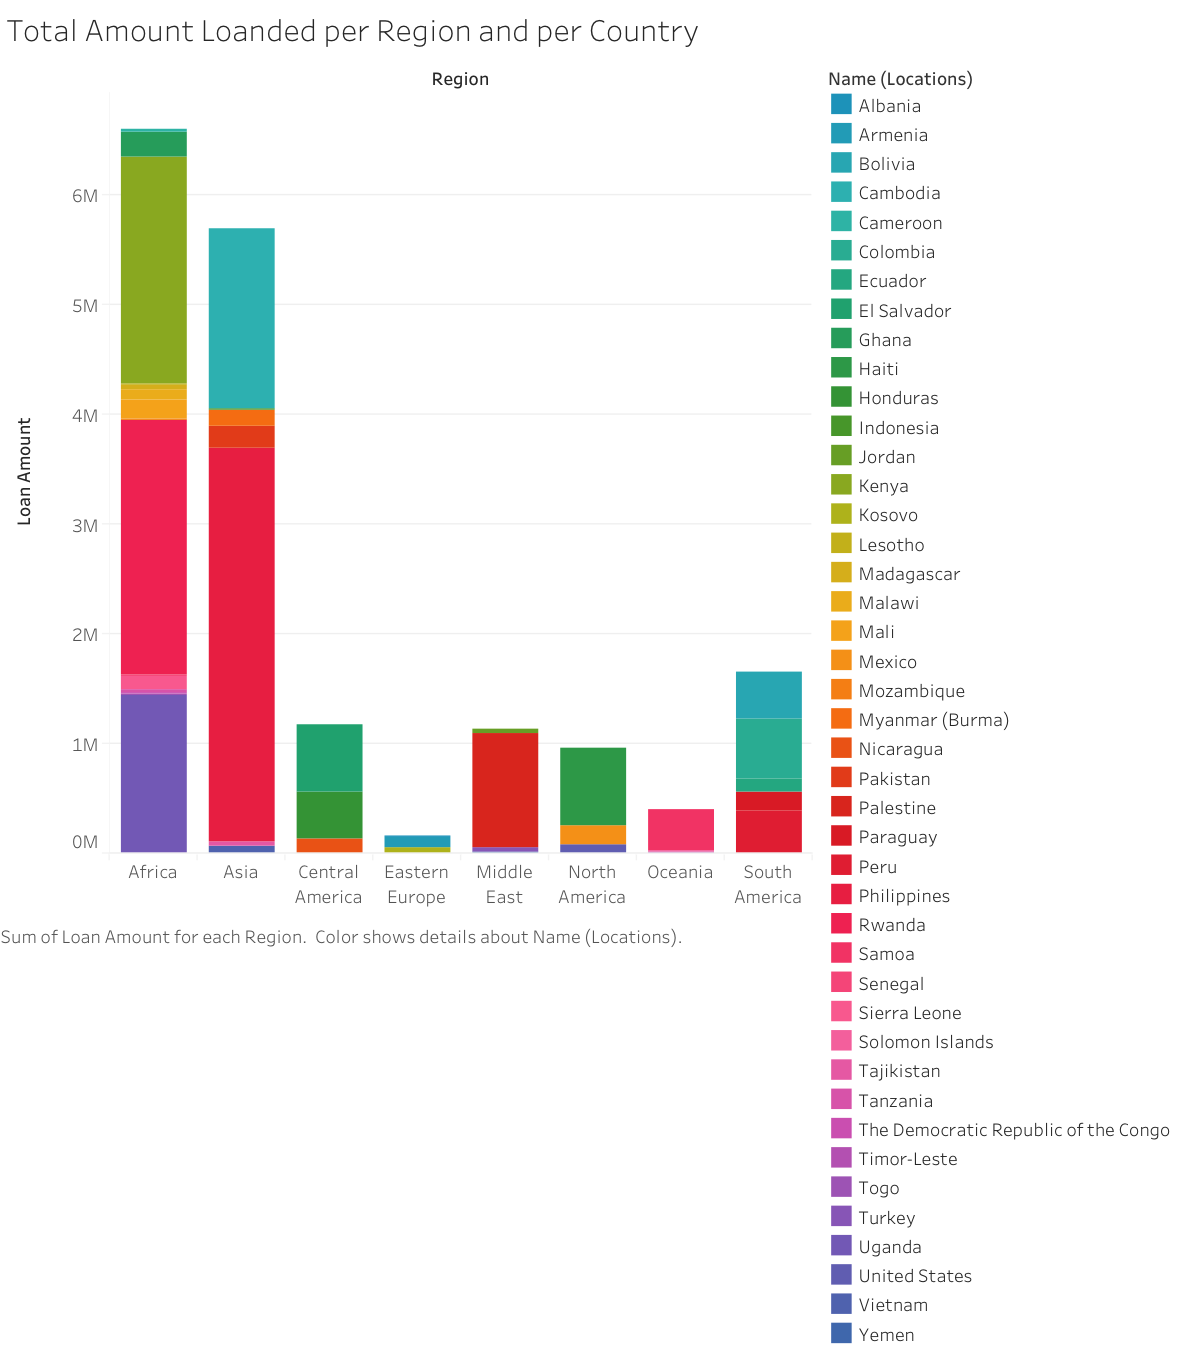 Total Amount Loanded per Region and per Country
Region
Name (Locations)
Albania
Armenia
Bolivia
Cambodia
Cameroon
Colombia
Ecuador
El Salvador
Ghana
Haiti
Honduras
Indonesia
Jordan
Kenya
Kosovo
Lesotho
Madagascar
Malawi
Mali
Mexico
Mozambique
Myanmar (Burma)
Nicaragua
Pakistan
Palestine
Paraguay
Peru
Philippines
Rwanda
Samoa
Senegal
Sierra Leone
Solomon Islands
Tajikistan
Tanzania
The Democratic Republic of the Congo
Timor-Leste
Togo
Turkey
Uganda
United States
Vietnam
Yemen
Loan Amount
6M
5M
4M
3M
2M
1M
0M
Africa
Asia
Central
America
Eastern
Europe
Middle
East
North
America
Oceania
South
America
Sum of Loan Amount for each Region.  Color shows details about Name (Locations).